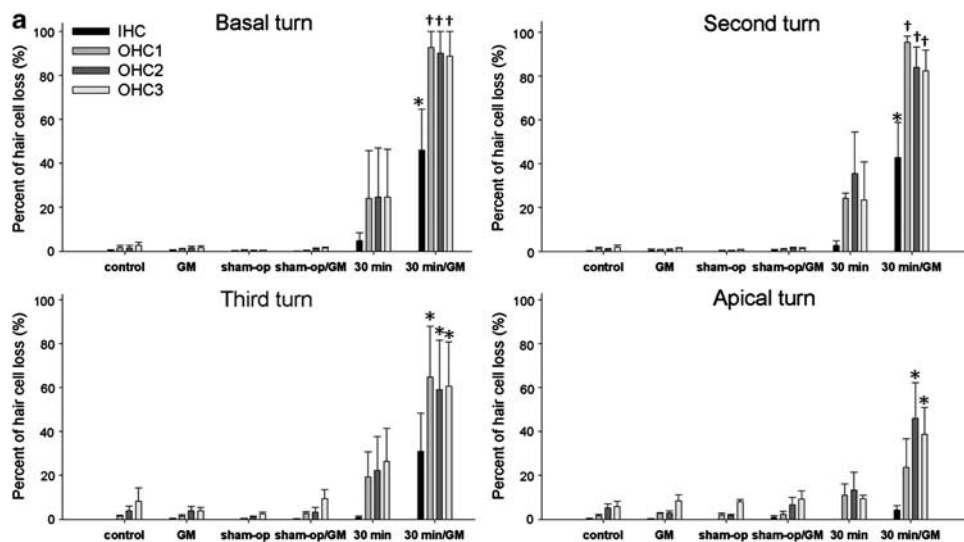 a
Basal turn
IHC
OHC1
OHC2
OHC3
Percent of hair cell loss (%)
100
80
60
40
20
0
* † † †
control GM sham-op sham-op/GM 30 min 30 min/GM
Second turn
Percent of hair cell loss (%)
100
80
60
40
20
0
* † † †
control GM sham-op sham-op/GM 30 min 30 min/GM
Third turn
Percent of hair cell loss (%)
100
80
60
40
20
0
* * *
control GM sham-op sham-op/GM 30 min 30 min/GM
Apical turn
Percent of hair cell loss (%)
100
80
60
40
20
0
* *
control GM sham-op sham-op/GM 30 min 30 min/GM